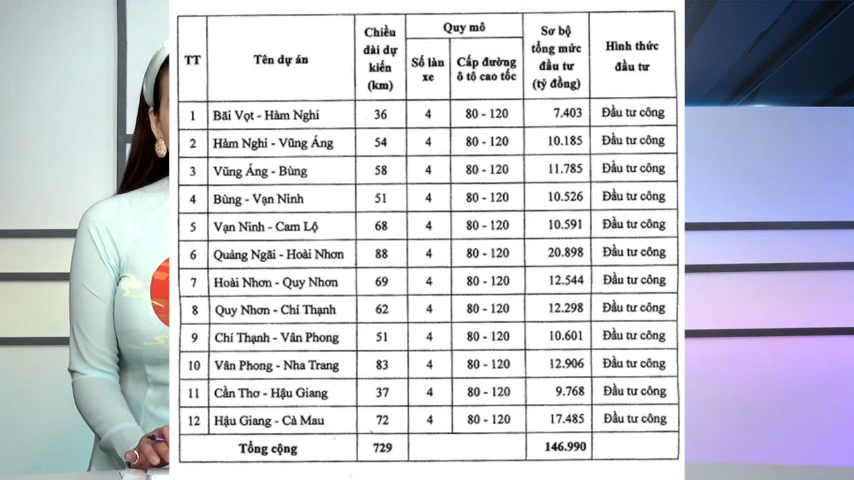 TT Tên dự án Chiều dài dự kiến (km) Quy mô Sơ bộ tổng mức đầu tư (tỷ đồng) Hình thức đầu tư
Số làn xe Cấp đường ô tô cao tốc
1 Bãi Vọt - Hàm Nghi 36 4 80 - 120 7.403 Đầu tư công
2 Hàm Nghi - Vũng Áng 54 4 80 - 120 10.185 Đầu tư công
3 Vũng Áng - Bùng 58 4 80 - 120 11.785 Đầu tư công
4 Bùng - Vạn Ninh 51 4 80 - 120 10.526 Đầu tư công
5 Vạn Ninh - Cam Lộ 68 4 80 - 120 10.591 Đầu tư công
6 Quảng Ngãi - Hoài Nhơn 88 4 80 - 120 20.898 Đầu tư công
7 Hoài Nhơn - Quy Nhơn 69 4 80 - 120 12.544 Đầu tư công
8 Quy Nhơn - Chí Thạnh 62 4 80 - 120 12.298 Đầu tư công
9 Chí Thạnh - Vân Phong 51 4 80 - 120 10.601 Đầu tư công
10 Vân Phong - Nha Trang 83 4 80 - 120 12.906 Đầu tư công
11 Cần Thơ - Hậu Giang 37 4 80 - 120 9.768 Đầu tư công
12 Hậu Giang - Cà Mau 72 4 80 - 120 17.485 Đầu tư công
Tổng cộng 729 146.990